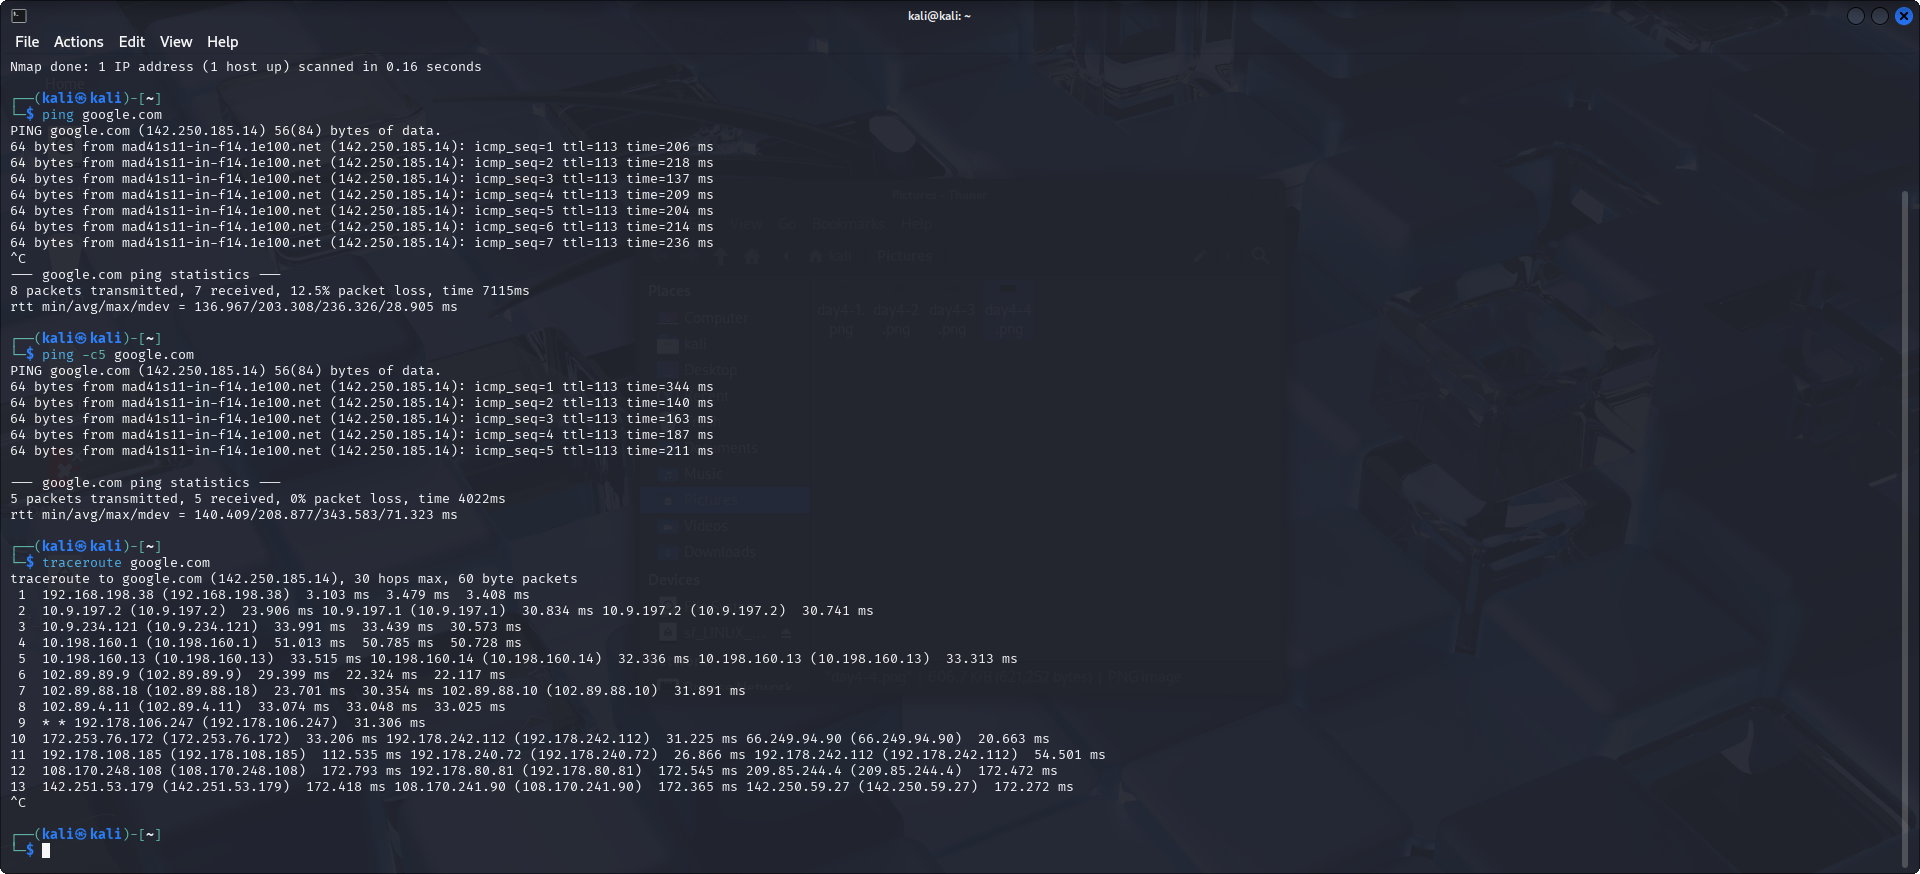 kali@kali: ~
File Actions Edit View Help
Nmap done: 1 IP address (1 host up) scanned in 0.16 seconds
┌──(kali㉿kali)-[~]
└─$ ping google.com
PING google.com (142.250.185.14) 56(84) bytes of data.
64 bytes from mad41s11-in-f14.1e100.net (142.250.185.14): icmp_seq=1 ttl=113 time=206 ms
64 bytes from mad41s11-in-f14.1e100.net (142.250.185.14): icmp_seq=2 ttl=113 time=218 ms
64 bytes from mad41s11-in-f14.1e100.net (142.250.185.14): icmp_seq=3 ttl=113 time=137 ms
64 bytes from mad41s11-in-f14.1e100.net (142.250.185.14): icmp_seq=4 ttl=113 time=209 ms
64 bytes from mad41s11-in-f14.1e100.net (142.250.185.14): icmp_seq=5 ttl=113 time=204 ms
64 bytes from mad41s11-in-f14.1e100.net (142.250.185.14): icmp_seq=6 ttl=113 time=214 ms
64 bytes from mad41s11-in-f14.1e100.net (142.250.185.14): icmp_seq=7 ttl=113 time=236 ms
^C
--- google.com ping statistics ---
8 packets transmitted, 7 received, 12.5% packet loss, time 7115ms
rtt min/avg/max/mdev = 136.967/203.308/236.326/28.905 ms
┌──(kali㉿kali)-[~]
└─$ ping -c5 google.com
PING google.com (142.250.185.14) 56(84) bytes of data.
64 bytes from mad41s11-in-f14.1e100.net (142.250.185.14): icmp_seq=1 ttl=113 time=344 ms
64 bytes from mad41s11-in-f14.1e100.net (142.250.185.14): icmp_seq=2 ttl=113 time=140 ms
64 bytes from mad41s11-in-f14.1e100.net (142.250.185.14): icmp_seq=3 ttl=113 time=163 ms
64 bytes from mad41s11-in-f14.1e100.net (142.250.185.14): icmp_seq=4 ttl=113 time=187 ms
64 bytes from mad41s11-in-f14.1e100.net (142.250.185.14): icmp_seq=5 ttl=113 time=211 ms
--- google.com ping statistics ---
5 packets transmitted, 5 received, 0% packet loss, time 4022ms
rtt min/avg/max/mdev = 140.409/208.877/343.583/71.323 ms
┌──(kali㉿kali)-[~]
└─$ traceroute google.com
traceroute to google.com (142.250.185.14), 30 hops max, 60 byte packets
1 192.168.198.38 (192.168.198.38) 3.103 ms 3.479 ms 3.408 ms
2 10.9.197.2 (10.9.197.2) 23.906 ms 10.9.197.1 (10.9.197.1) 30.834 ms 10.9.197.2 (10.9.197.2) 30.741 ms
3 10.9.234.121 (10.9.234.121) 33.991 ms 33.439 ms 30.573 ms
4 10.198.160.1 (10.198.160.1) 51.013 ms 50.785 ms 50.728 ms
5 10.198.160.13 (10.198.160.13) 33.515 ms 10.198.160.14 (10.198.160.14) 32.336 ms 10.198.160.13 (10.198.160.13) 33.313 ms
6 102.89.89.9 (102.89.89.9) 29.399 ms 22.324 ms 22.117 ms
7 102.89.88.18 (102.89.88.18) 23.701 ms 30.354 ms 102.89.88.10 (102.89.88.10) 31.891 ms
8 102.89.4.11 (102.89.4.11) 33.074 ms 33.048 ms 33.025 ms
9 * * 192.178.106.247 (192.178.106.247) 31.306 ms
10 172.253.76.172 (172.253.76.172) 33.206 ms 192.178.242.112 (192.178.242.112) 31.225 ms 66.249.94.90 (66.249.94.90) 20.663 ms
11 192.178.108.185 (192.178.108.185) 112.535 ms 192.178.240.72 (192.178.240.72) 26.866 ms 192.178.242.112 (192.178.242.112) 54.501 ms
12 108.170.248.108 (108.170.248.108) 172.793 ms 192.178.80.81 (192.178.80.81) 172.545 ms 209.85.244.4 (209.85.244.4) 172.472 ms
13 142.251.53.179 (142.251.53.179) 172.418 ms 108.170.241.90 (108.170.241.90) 172.365 ms 142.250.59.27 (142.250.59.27) 172.272 ms
^C
┌──(kali㉿kali)-[~]
└─$
Help
kali Pictures
Places
Computer
kali
Desktop
Music
Pictures
Videos
Downloads
Devices